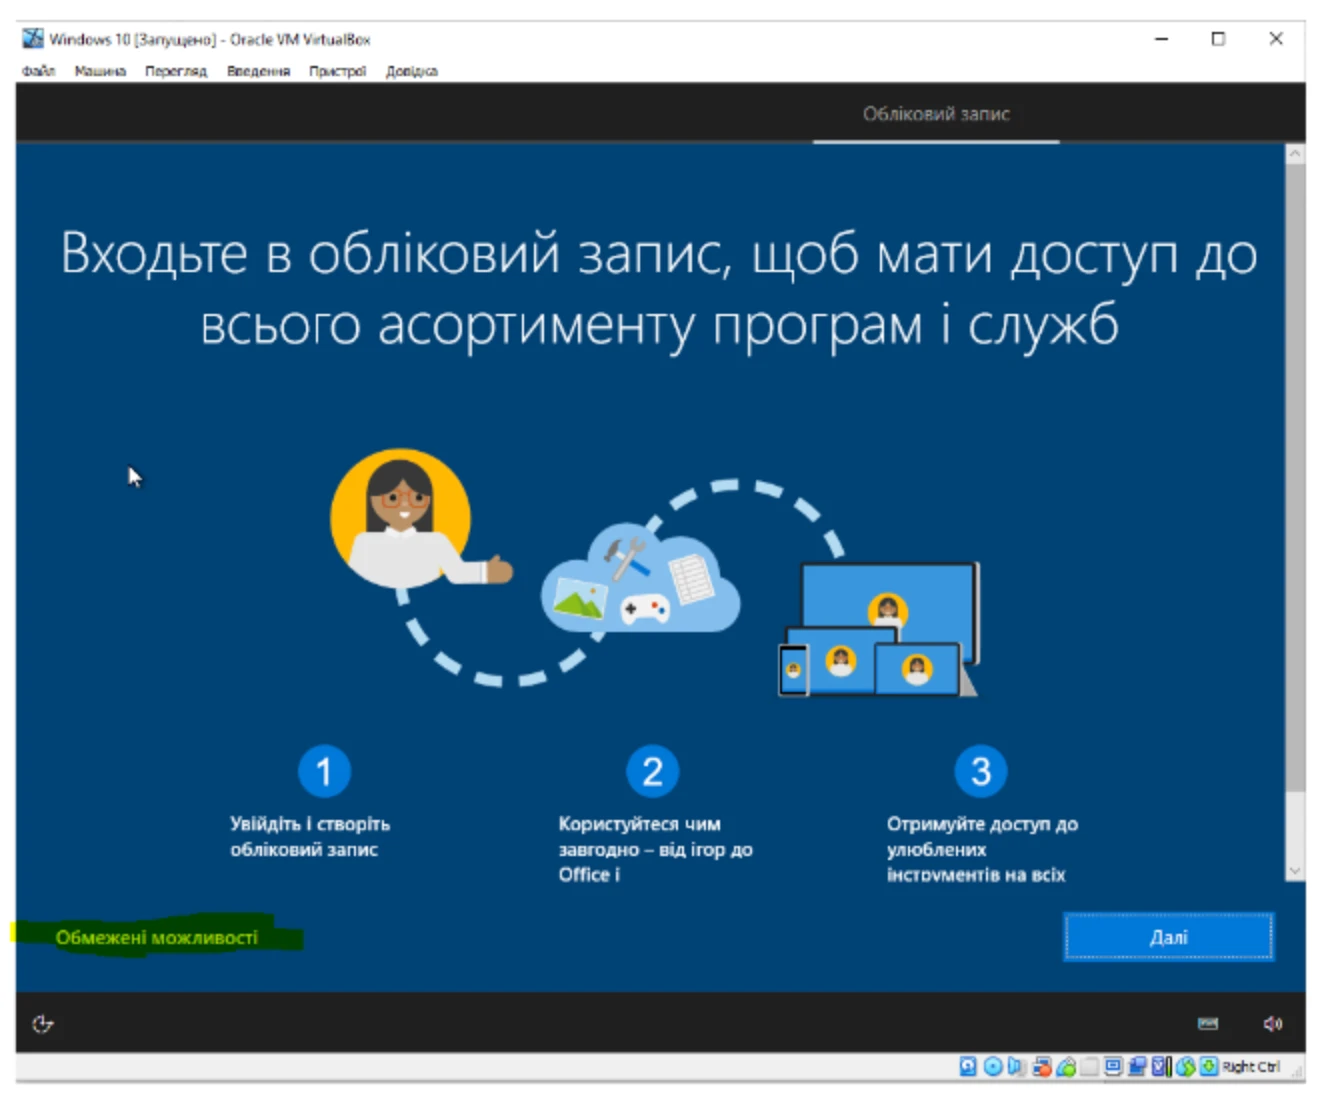 Windows 10 [Запущено] - Oracle VM VirtualBox
Файл Машина Перегляд Введення Пристрої Довідка
Обліковий запис
Входьте в обліковий запис, щоб мати доступ до
всього асортименту програм і служб
1
Увійдіть і створіть
обліковий запис
2
Користуйтеся чим
завгодно – від ігор до
Office і
3
Отримуйте доступ до
улюблених
інструментів на всіх
Обмежені можливості
Далі
Right Ctrl